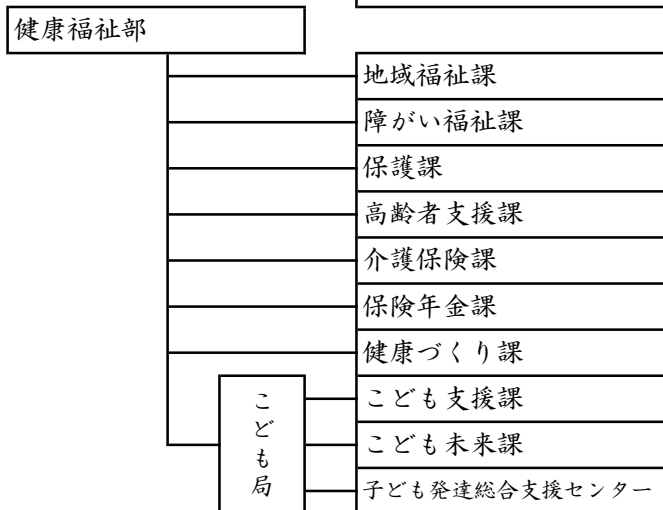 健康福祉部
地域福祉課
障がい福祉課
保護課
高齢者支援課
介護保険課
保険年金課
健康づくり課
こども局
こども支援課
こども未来課
子ども発達総合支援センター